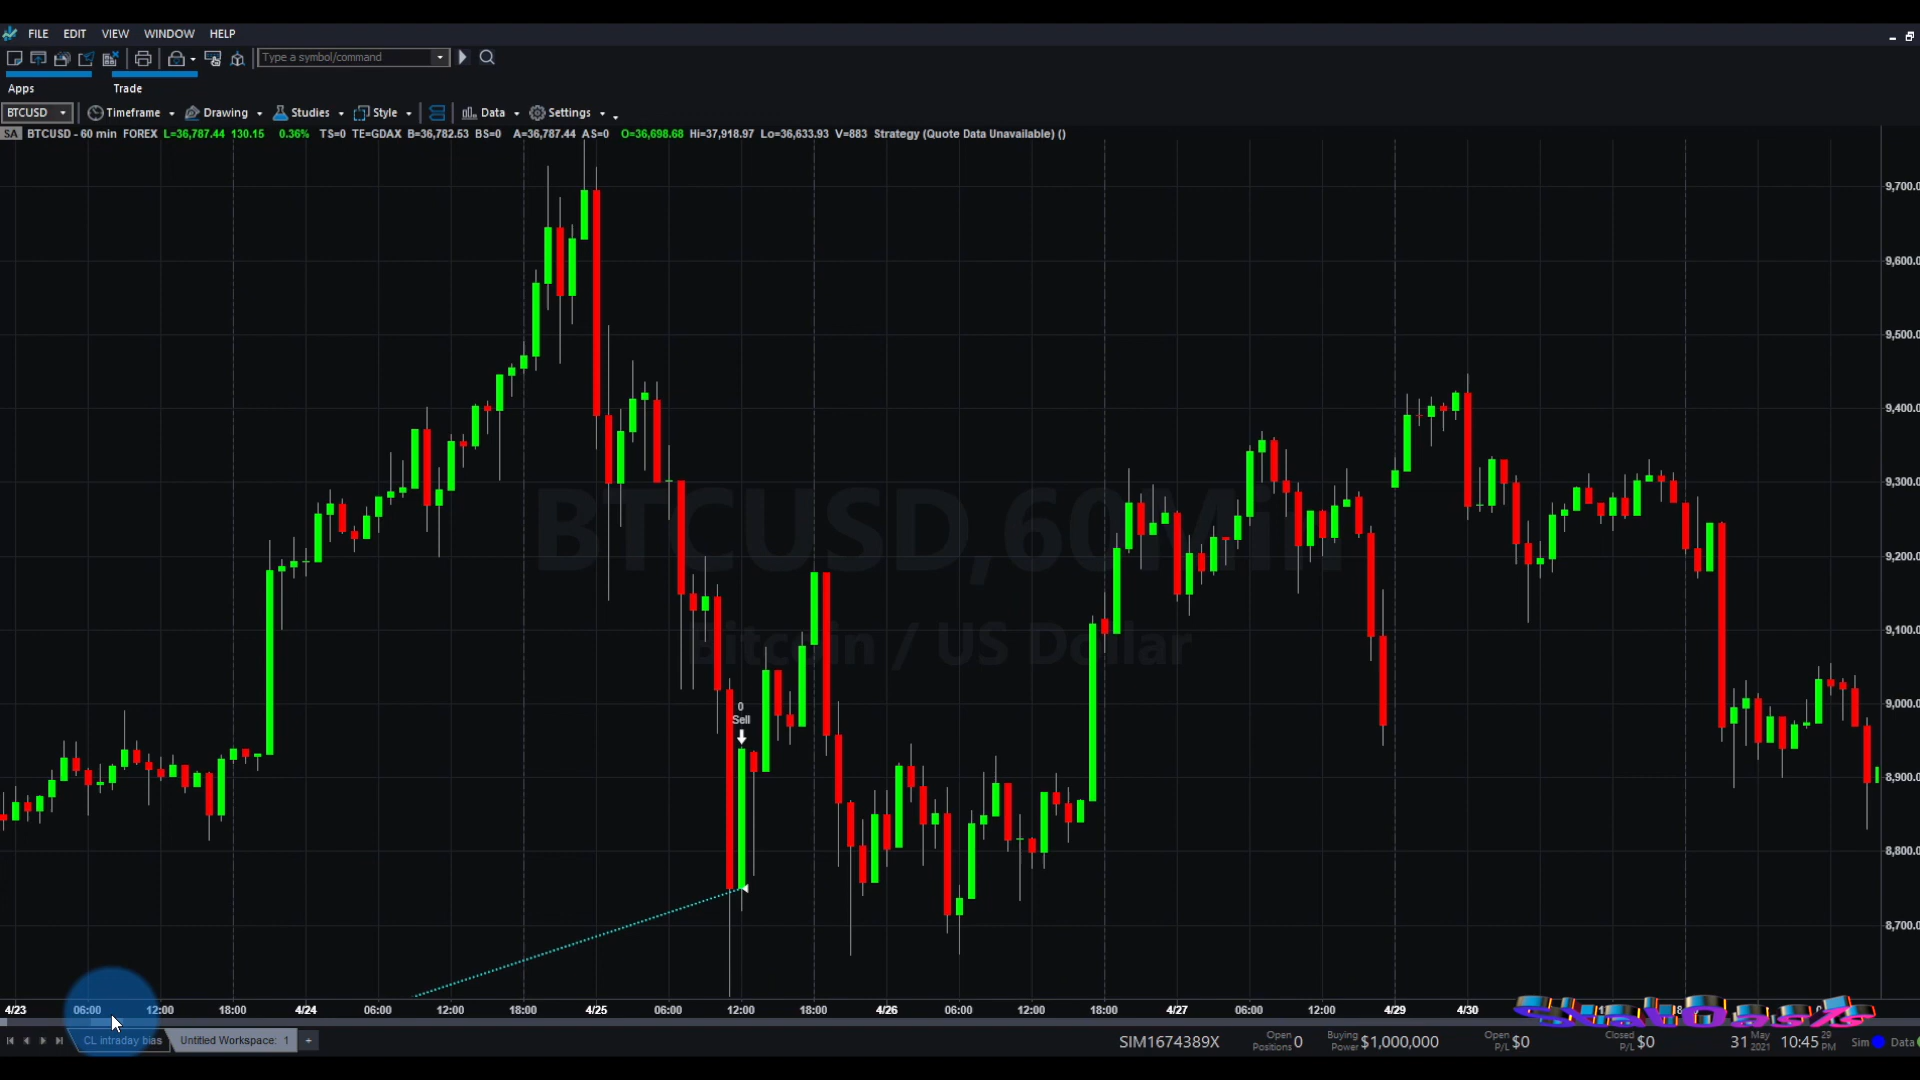 FILE EDIT VIEW WINDOW HELP
Type a symbol/command
Apps Trade
BTCUSD Timeframe Drawing Studies Style Data Settings
SA BTCUSD - 60 min FOREX L=36,787.44 130.15 0.36% TS=0 TE=GDAX B=36,782.53 BS=0 A=36,787.44 AS=0 O=36,698.68 Hi=37,918.97 Lo=36,633.93 V=883 Strategy (Quote Data Unavailable) ()
9,700.0
9,600.0
9,500.0
9,400.0
9,300.0
BTCUSD,60Min
9,200.0
9,100.0
Bitcoin / US Dollar
9,000.0
0
Sell
8,900.0
8,800.0
8,700.0
4/23 06:00 12:00 18:00 4/24 06:00 12:00 18:00 4/25 06:00 12:00 18:00 4/26 06:00 12:00 18:00 4/27 06:00 12:00 4/29 4/30
CL intraday bias Untitled Workspace: 1 +
SIM1674389X Open Positions 0 Buying Power $1,000,000 Open P/L $0 Closed P/L $0 31 May 2021 10:45 29 PM Sim Data